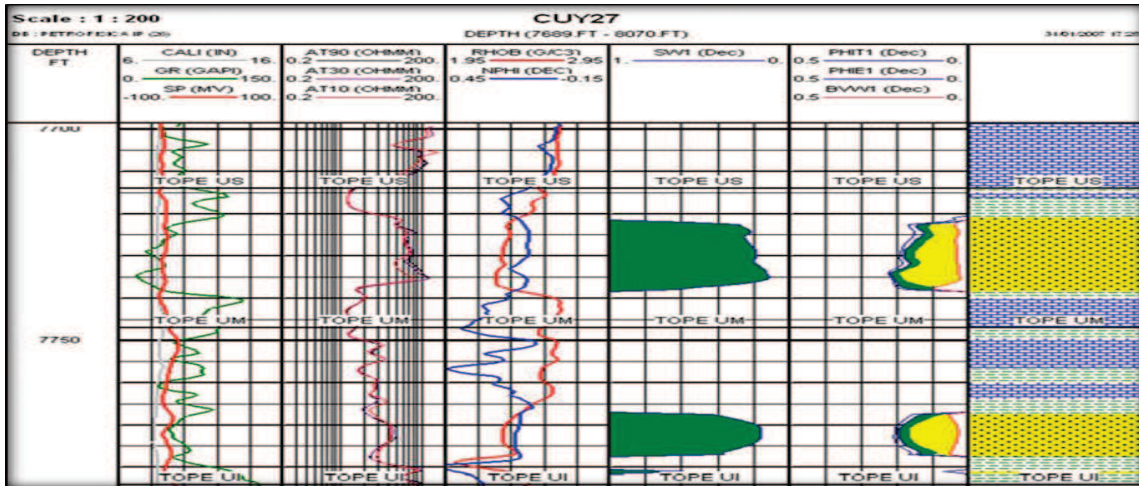 Scale : 1 : 200
CUY27
DB : PETROFISICA IP (26)
DEPTH (7689.FT - 8070.FT)
DEPTH
FT
CALI (IN)
6. 16.
GR (GAPI)
0. 150.
SP (MV)
-100. 100.
AT90 (OHMM)
0.2 200.
AT30 (OHMM)
0.2 200.
AT10 (OHMM)
0.2 200.
RHOB (G/C3)
1.95 2.95
NPHI (DEC)
0.45 -0.15
SW1 (Dec)
1. 0.
PHIT1 (Dec)
0.5 0.
PHIE1 (Dec)
0.5 0.
BVW1 (Dec)
0.5 0.
7700
TOPE US TOPE US TOPE US TOPE US TOPE US TOPE US
TOPE UM TOPE UM TOPE UM TOPE UM TOPE UM TOPE UM
7750
TOPE UI TOPE UI TOPE UI TOPE UI TOPE UI TOPE UI